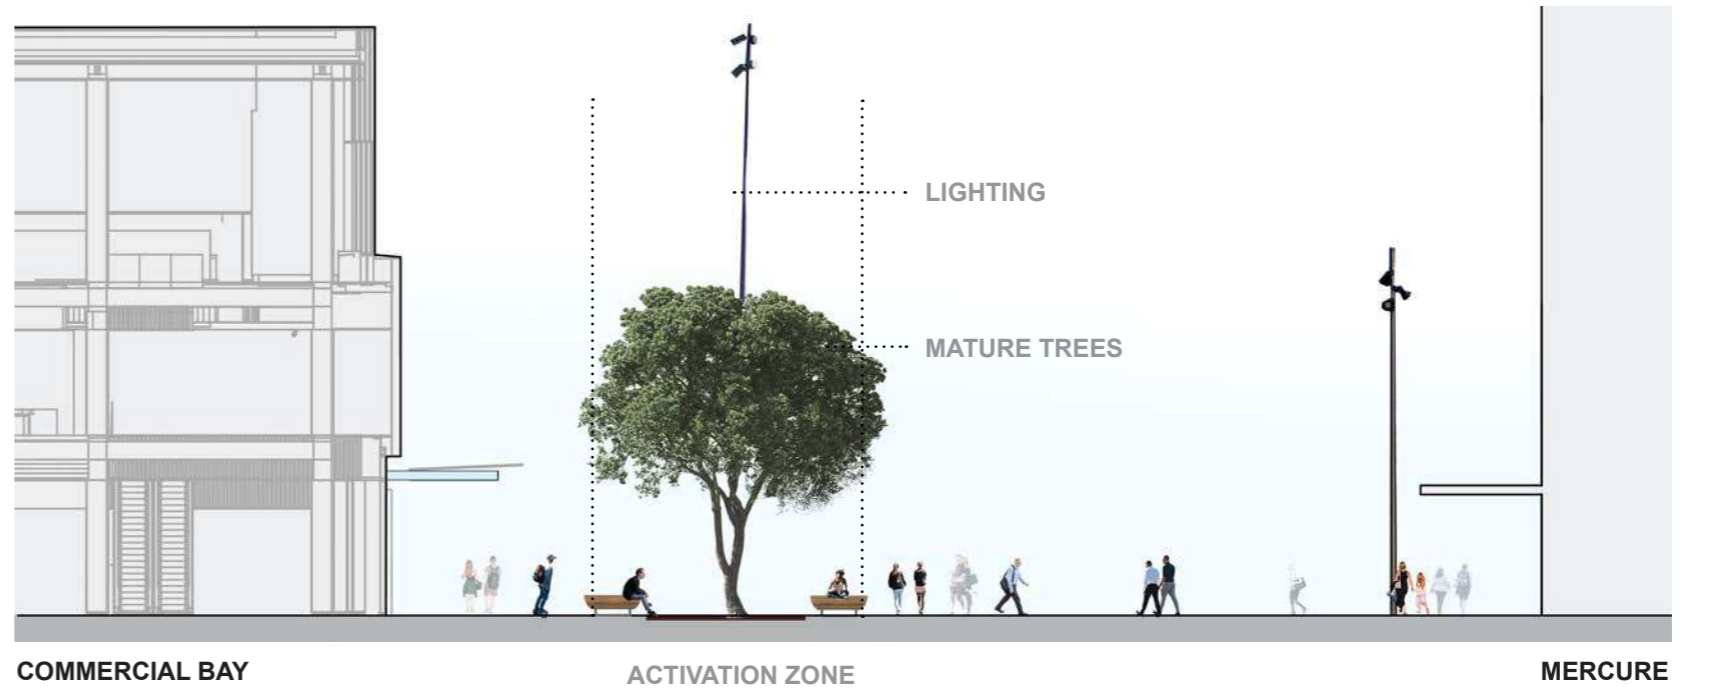 LIGHTING
MATURE TREES
COMMERCIAL BAY
ACTIVATION ZONE
MERCURE